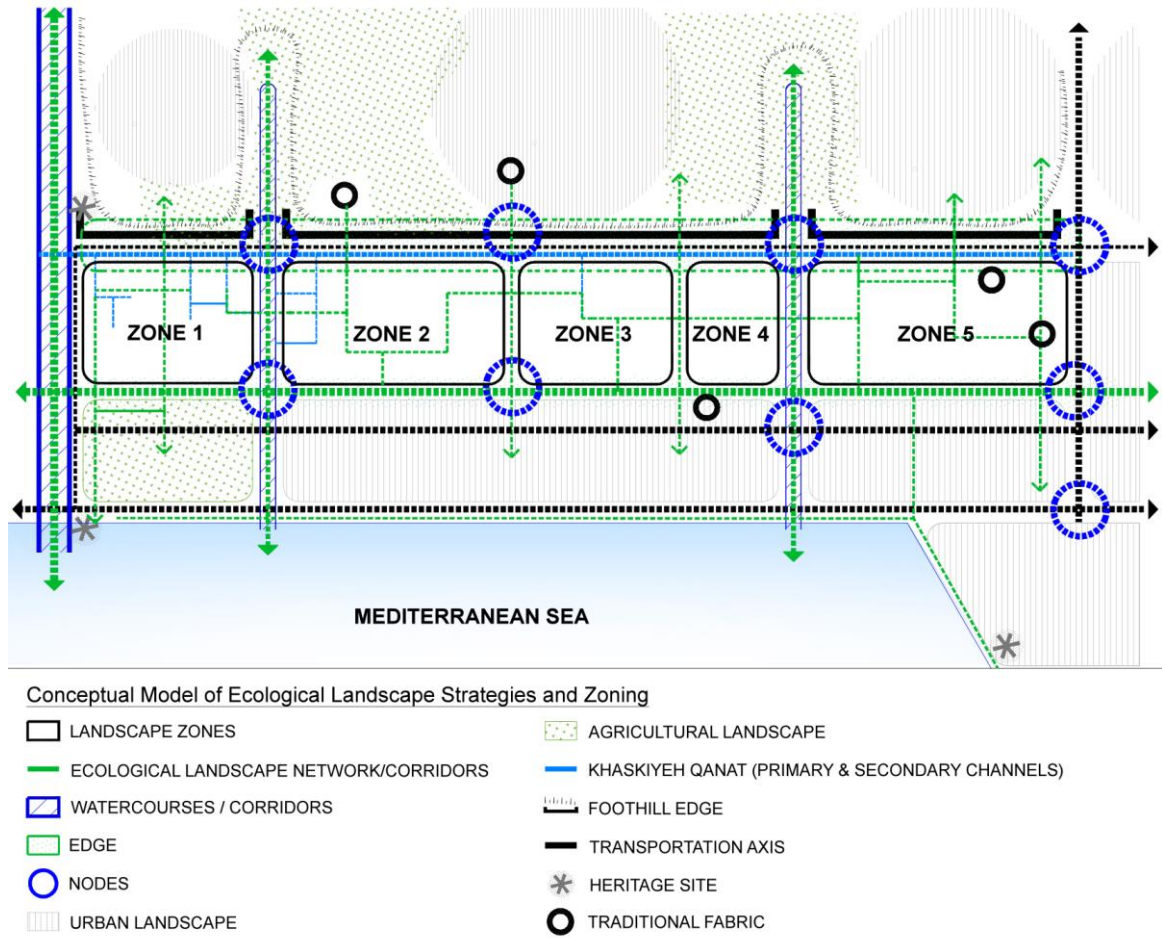 ZONE 1
ZONE 2
ZONE 3
ZONE 4
ZONE 5
MEDITERRANEAN SEA
Conceptual Model of Ecological Landscape Strategies and Zoning
LANDSCAPE ZONES
ECOLOGICAL LANDSCAPE NETWORK/CORRIDORS
WATERCOURSES / CORRIDORS
EDGE
NODES
URBAN LANDSCAPE
AGRICULTURAL LANDSCAPE
KHASKIYEH QANAT (PRIMARY & SECONDARY CHANNELS)
FOOTHILL EDGE
TRANSPORTATION AXIS
HERITAGE SITE
TRADITIONAL FABRIC